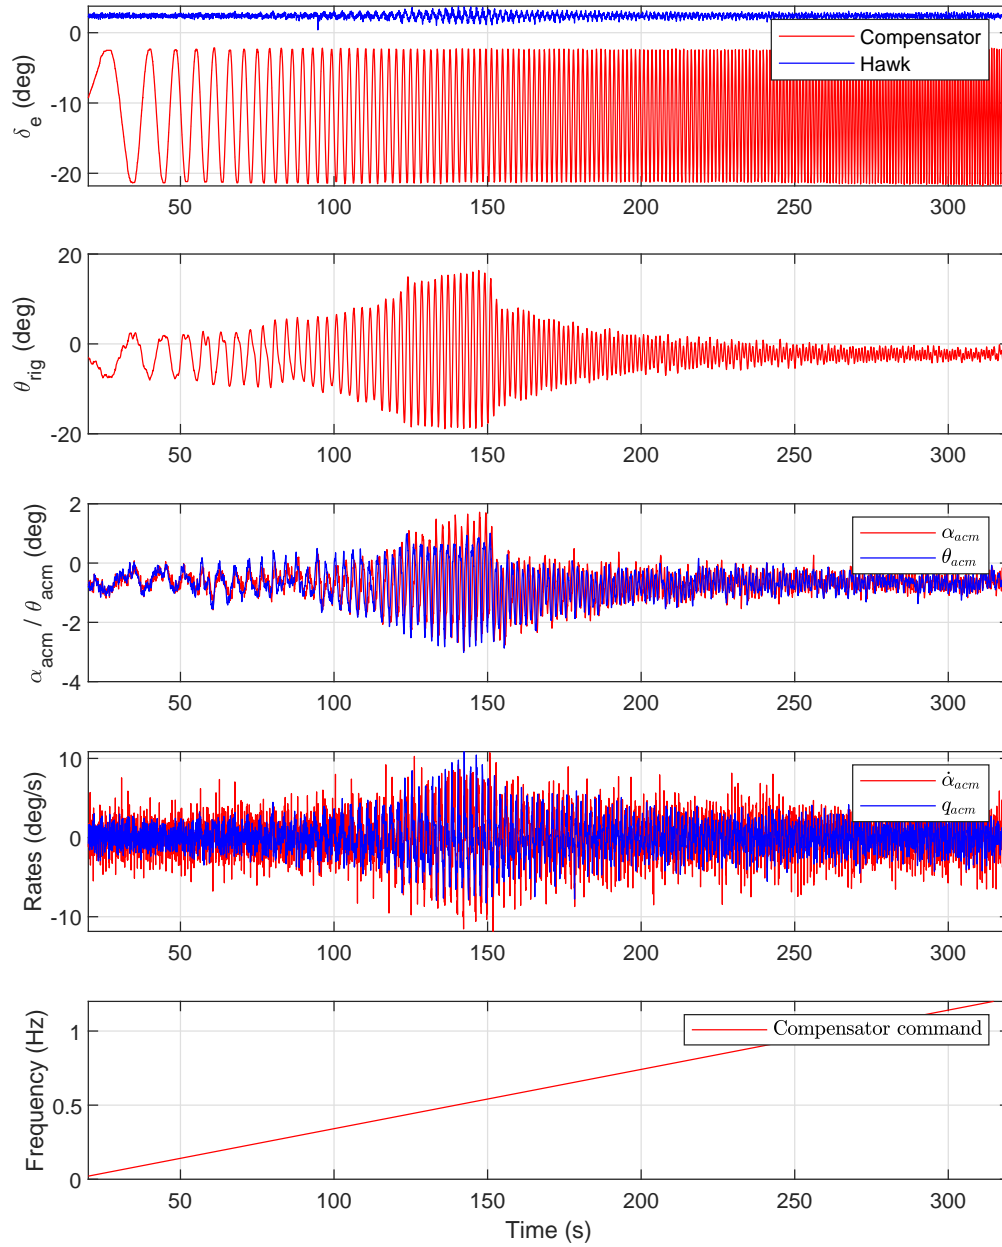 0
-10
-20
δe (deg)
Compensator
Hawk
50 100 150 200 250 300
20
0
-20
θrig (deg)
50 100 150 200 250 300
2
0
-2
-4
αacm / θacm (deg)
αacm
θacm
50 100 150 200 250 300
10
0
-10
Rates (deg/s)
α̇acm
qacm
50 100 150 200 250 300
1
0.5
0
Frequency (Hz)
Compensator command
50 100 150 200 250 300
Time (s)